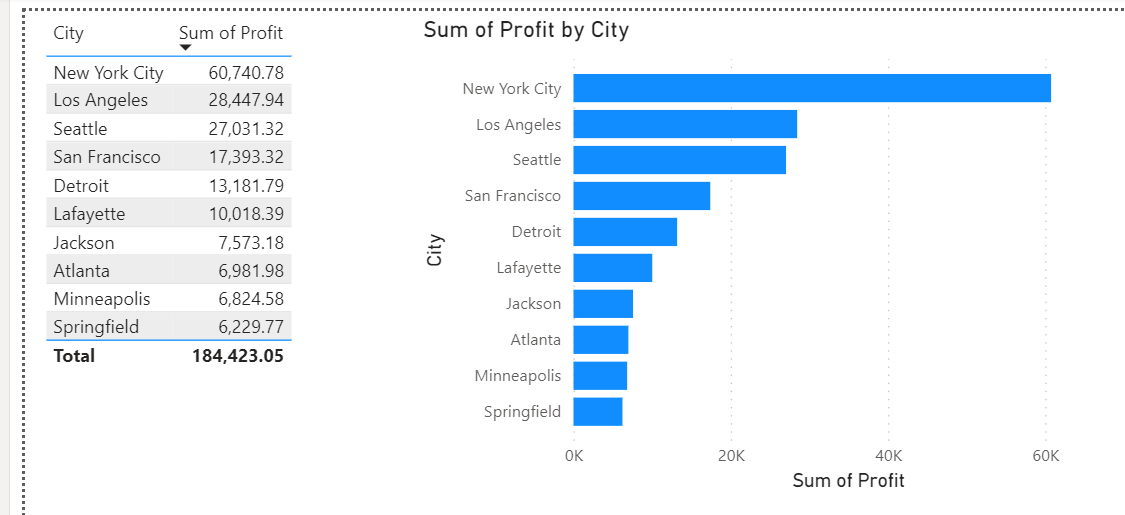 City Sum of Profit
New York City 60,740.78
Los Angeles 28,447.94
Seattle 27,031.32
San Francisco 17,393.32
Detroit 13,181.79
Lafayette 10,018.39
Jackson 7,573.18
Atlanta 6,981.98
Minneapolis 6,824.58
Springfield 6,229.77
Total 184,423.05
Sum of Profit by City
City
New York City
Los Angeles
Seattle
San Francisco
Detroit
Lafayette
Jackson
Atlanta
Minneapolis
Springfield
0K 20K 40K 60K
Sum of Profit